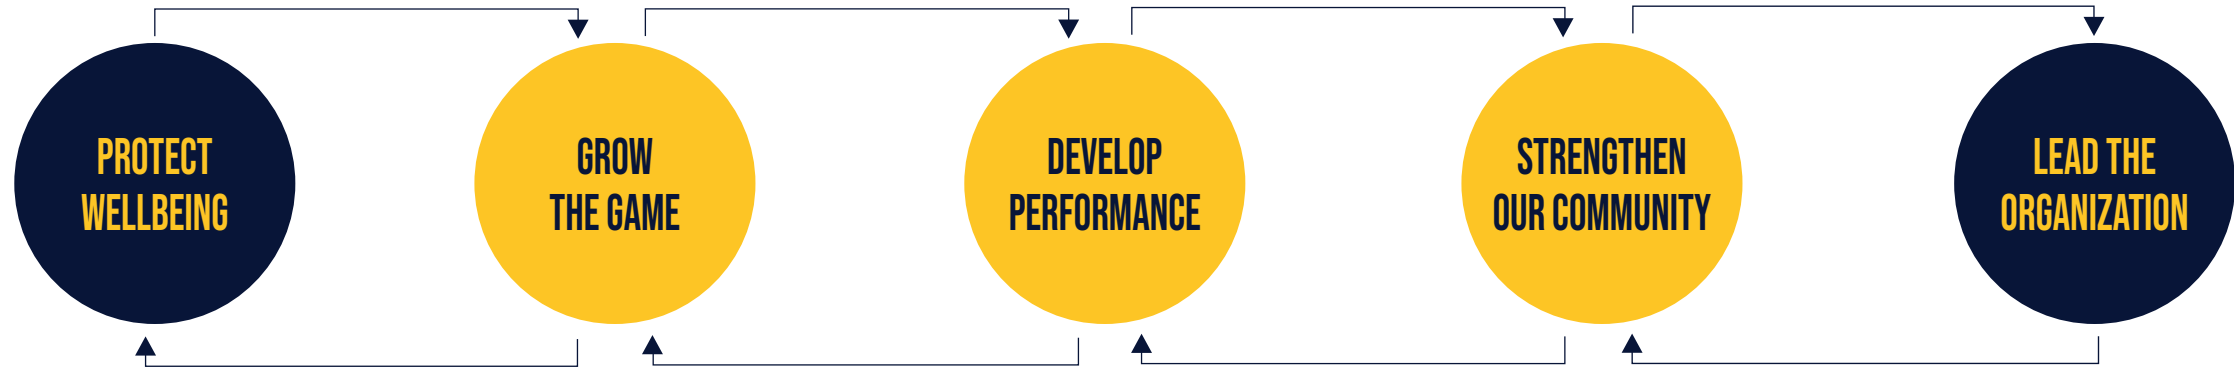 PROTECT
WELLBEING
GROW
THE GAME
DEVELOP
PERFORMANCE
STRENGTHEN
OUR COMMUNITY
LEAD THE
ORGANIZATION